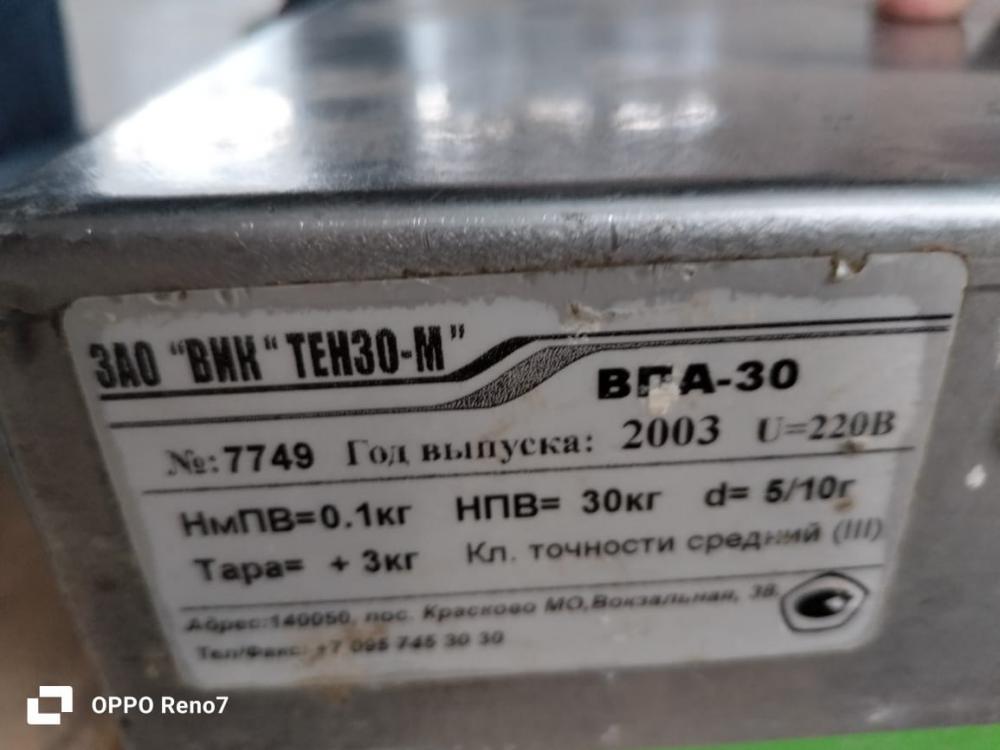 ЗАО "ВИК" ТЕНЗО-М"
ВПА-30
№:7749 Год выпуска: 2003 U=220В
НмПВ=0.1кг НПВ= 30кг d= 5/10г
Тара= + 3кг Кл. точности средний (III)
Адрес:140050, пос. Красково МО,Вокзальная, 38,
Тел/Факс: +7 095 745 30 30
OPPO Reno7